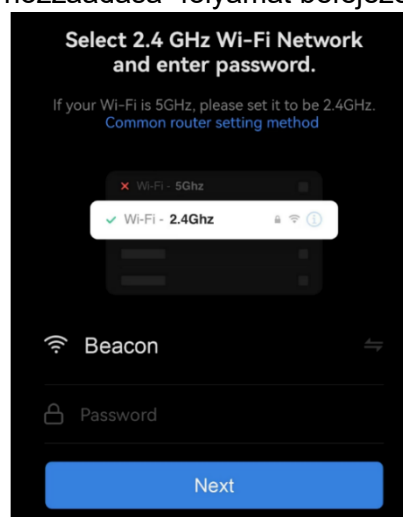 Select 2.4 GHz Wi-Fi Network
and enter password.
If your Wi-Fi is 5GHz, please set it to be 2.4GHz.
Common router setting method
Wi-Fi - 5Ghz
Wi-Fi - 2.4Ghz
Beacon
Password
Next